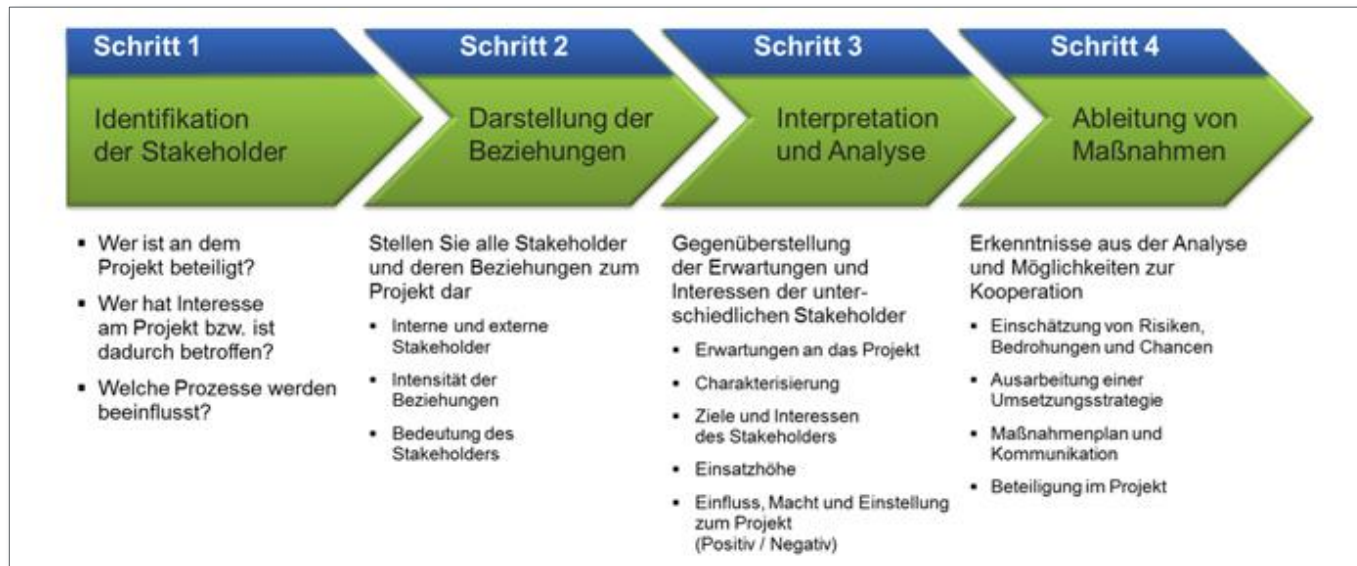 Schritt 1
Identifikation
der Stakeholder
▪ Wer ist an dem
Projekt beteiligt?
▪ Wer hat Interesse
am Projekt bzw. ist
dadurch betroffen?
▪ Welche Prozesse werden
beeinflusst?
Schritt 2
Darstellung der
Beziehungen
Stellen Sie alle Stakeholder
und deren Beziehungen zum
Projekt dar
▪ Interne und externe
Stakeholder
▪ Intensität der
Beziehungen
▪ Bedeutung des
Stakeholders
Schritt 3
Interpretation
und Analyse
Gegenüberstellung
der Erwartungen und
Interessen der unter-
schiedlichen Stakeholder
▪ Erwartungen an das Projekt
▪ Charakterisierung
▪ Ziele und Interessen
des Stakeholders
▪ Einsatzhöhe
▪ Einfluss, Macht und Einstellung
zum Projekt
(Positiv / Negativ)
Schritt 4
Ableitung von
Maßnahmen
Erkenntnisse aus der Analyse
und Möglichkeiten zur
Kooperation
▪ Einschätzung von Risiken,
Bedrohungen und Chancen
▪ Ausarbeitung einer
Umsetzungsstrategie
▪ Maßnahmenplan und
Kommunikation
▪ Beteiligung im Projekt